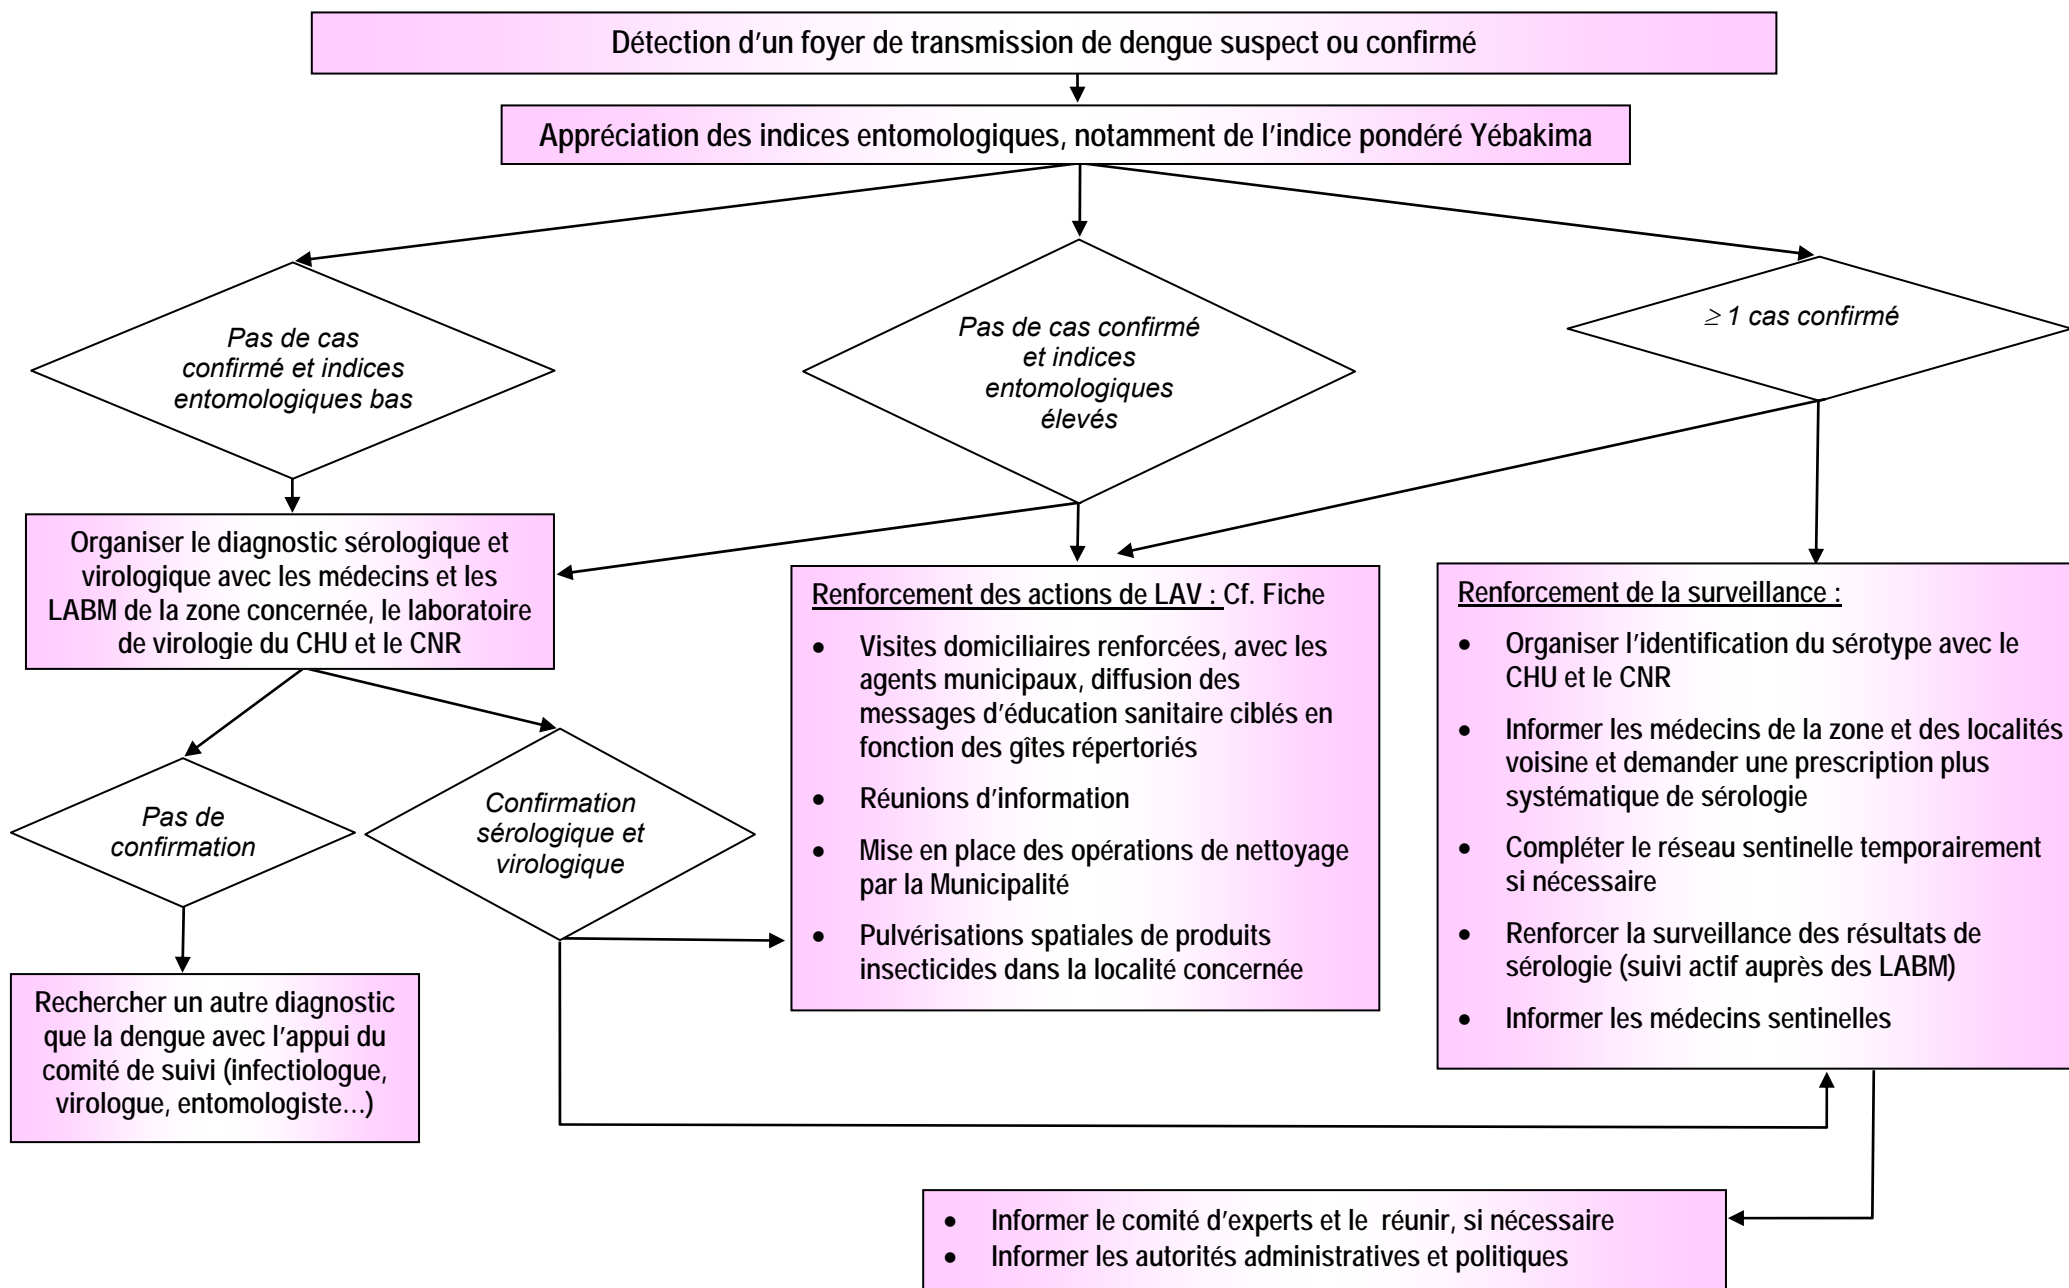 Détection d’un foyer de transmission de dengue suspect ou confirmé
Appréciation des indices entomologiques, notamment de l’indice pondéré Yébakima
Pas de cas
confirmé et indices
entomologiques bas
Pas de cas confirmé
et indices
entomologiques
élevés
≥ 1 cas confirmé
Organiser le diagnostic sérologique et
virologique avec les médecins et les
LABM de la zone concernée, le laboratoire
de virologie du CHU et le CNR
Pas de
confirmation
Confirmation
sérologique et
virologique
Rechercher un autre diagnostic
que la dengue avec l’appui du
comité de suivi (infectiologue,
virologue, entomologiste…)
Renforcement des actions de LAV : Cf. Fiche
• Visites domiciliaires renforcées, avec les
agents municipaux, diffusion des
messages d’éducation sanitaire ciblés en
fonction des gîtes répertoriés
• Réunions d’information
• Mise en place des opérations de nettoyage
par la Municipalité
• Pulvérisations spatiales de produits
insecticides dans la localité concernée
Renforcement de la surveillance :
• Organiser l’identification du sérotype avec le
CHU et le CNR
• Informer les médecins de la zone et des localités
voisine et demander une prescription plus
systématique de sérologie
• Compléter le réseau sentinelle temporairement
si nécessaire
• Renforcer la surveillance des résultats de
sérologie (suivi actif auprès des LABM)
• Informer les médecins sentinelles
• Informer le comité d’experts et le réunir, si nécessaire
• Informer les autorités administratives et politiques